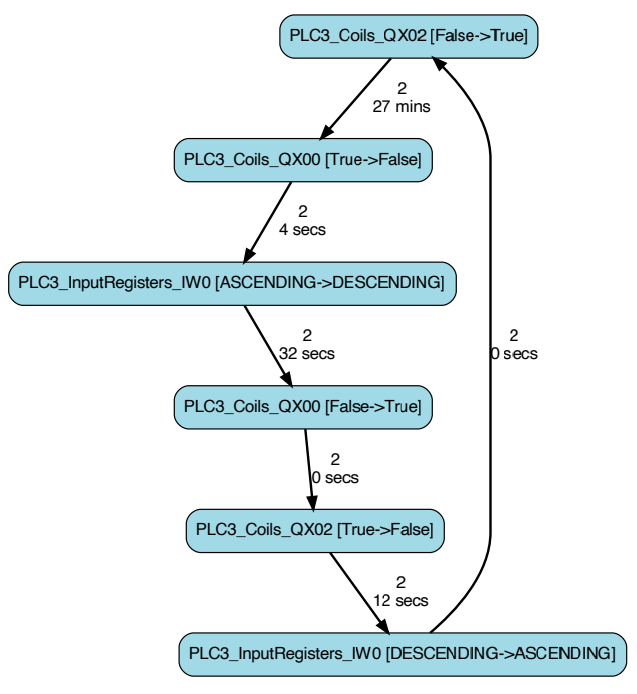 PLC3_Coils_QX02 [False->True]
2
27 mins
PLC3_Coils_QX00 [True->False]
2
4 secs
PLC3_InputRegisters_IW0 [ASCENDING->DESCENDING]
2
32 secs
2
0 secs
PLC3_Coils_QX00 [False->True]
2
0 secs
PLC3_Coils_QX02 [True->False]
2
12 secs
PLC3_InputRegisters_IW0 [DESCENDING->ASCENDING]